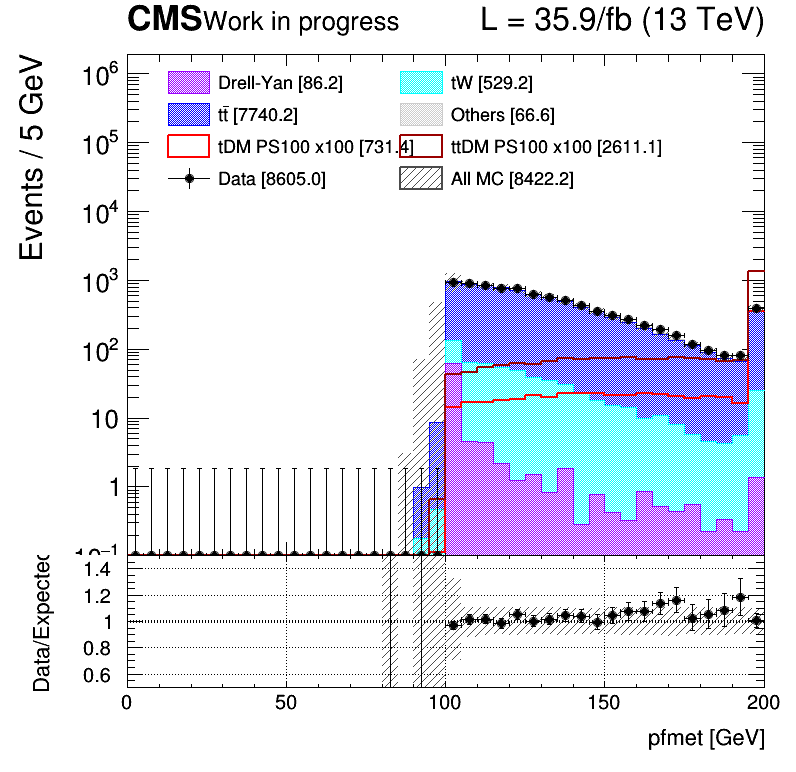 CMS Work in progress L = 35.9/fb (13 TeV)
Events / 5 GeV
10⁶
10⁵
10⁴
10³
10²
10
1
10⁻¹
Drell-Yan [86.2] tW [529.2]
tt̄ [7740.2] Others [66.6]
tDM PS100 x100 [731.4] ttDM PS100 x100 [2611.1]
Data [8605.0] All MC [8422.2]
Data/Expected
1.4
1.2
1
0.8
0.6
0 50 100 150 200
pfmet [GeV]